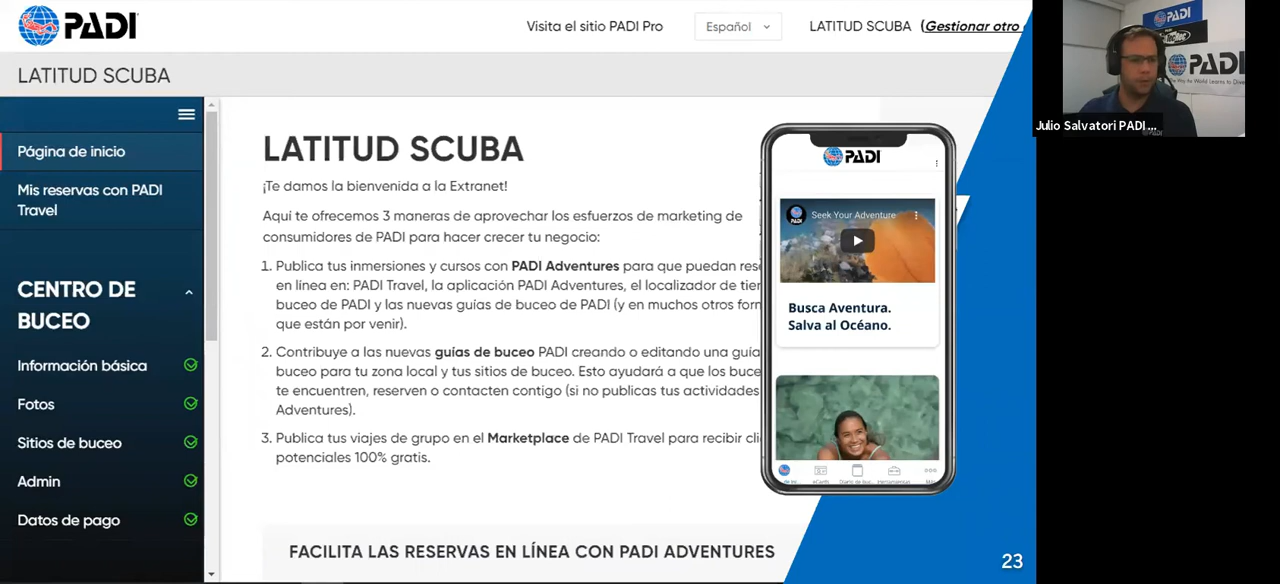 PADI
Visita el sitio PADI Pro
Español
LATITUD SCUBA
(Gestionar otro
LATITUD SCUBA
Página de inicio
Mis reservas con PADI
Travel
CENTRO DE
BUCEO
Información básica
Fotos
Sitios de buceo
Admin
Datos de pago
LATITUD SCUBA
¡Te damos la bienvenida a la Extranet!
Aquí te ofrecemos 3 maneras de aprovechar los esfuerzos de marketing de
consumidores de PADI para hacer crecer tu negocio:
1. Publica tus inmersiones y cursos con PADI Adventures para que puedan
en línea en: PADI Travel, la aplicación PADI Adventures, el localizador de
buceo de PADI y las nuevas guías de buceo de PADI (y en muchos otros
que están por venir).
2. Contribuye a las nuevas guías de buceo PADI creando o editando una guía
buceo para tu zona local y tus sitios de buceo. Esto ayudará a que los
te encuentren, reserven o contacten contigo (si no publicas tus actividades
Adventures).
3. Publica tus viajes de grupo en el Marketplace de PADI Travel para recibir
potenciales 100% gratis.
FACILITA LAS RESERVAS EN LÍNEA CON PADI ADVENTURES
PADI
Seek Your Adventure
Busca Aventura.
Salva al Océano.
23
PADI
PADI
Julio Salvatori PADI ...